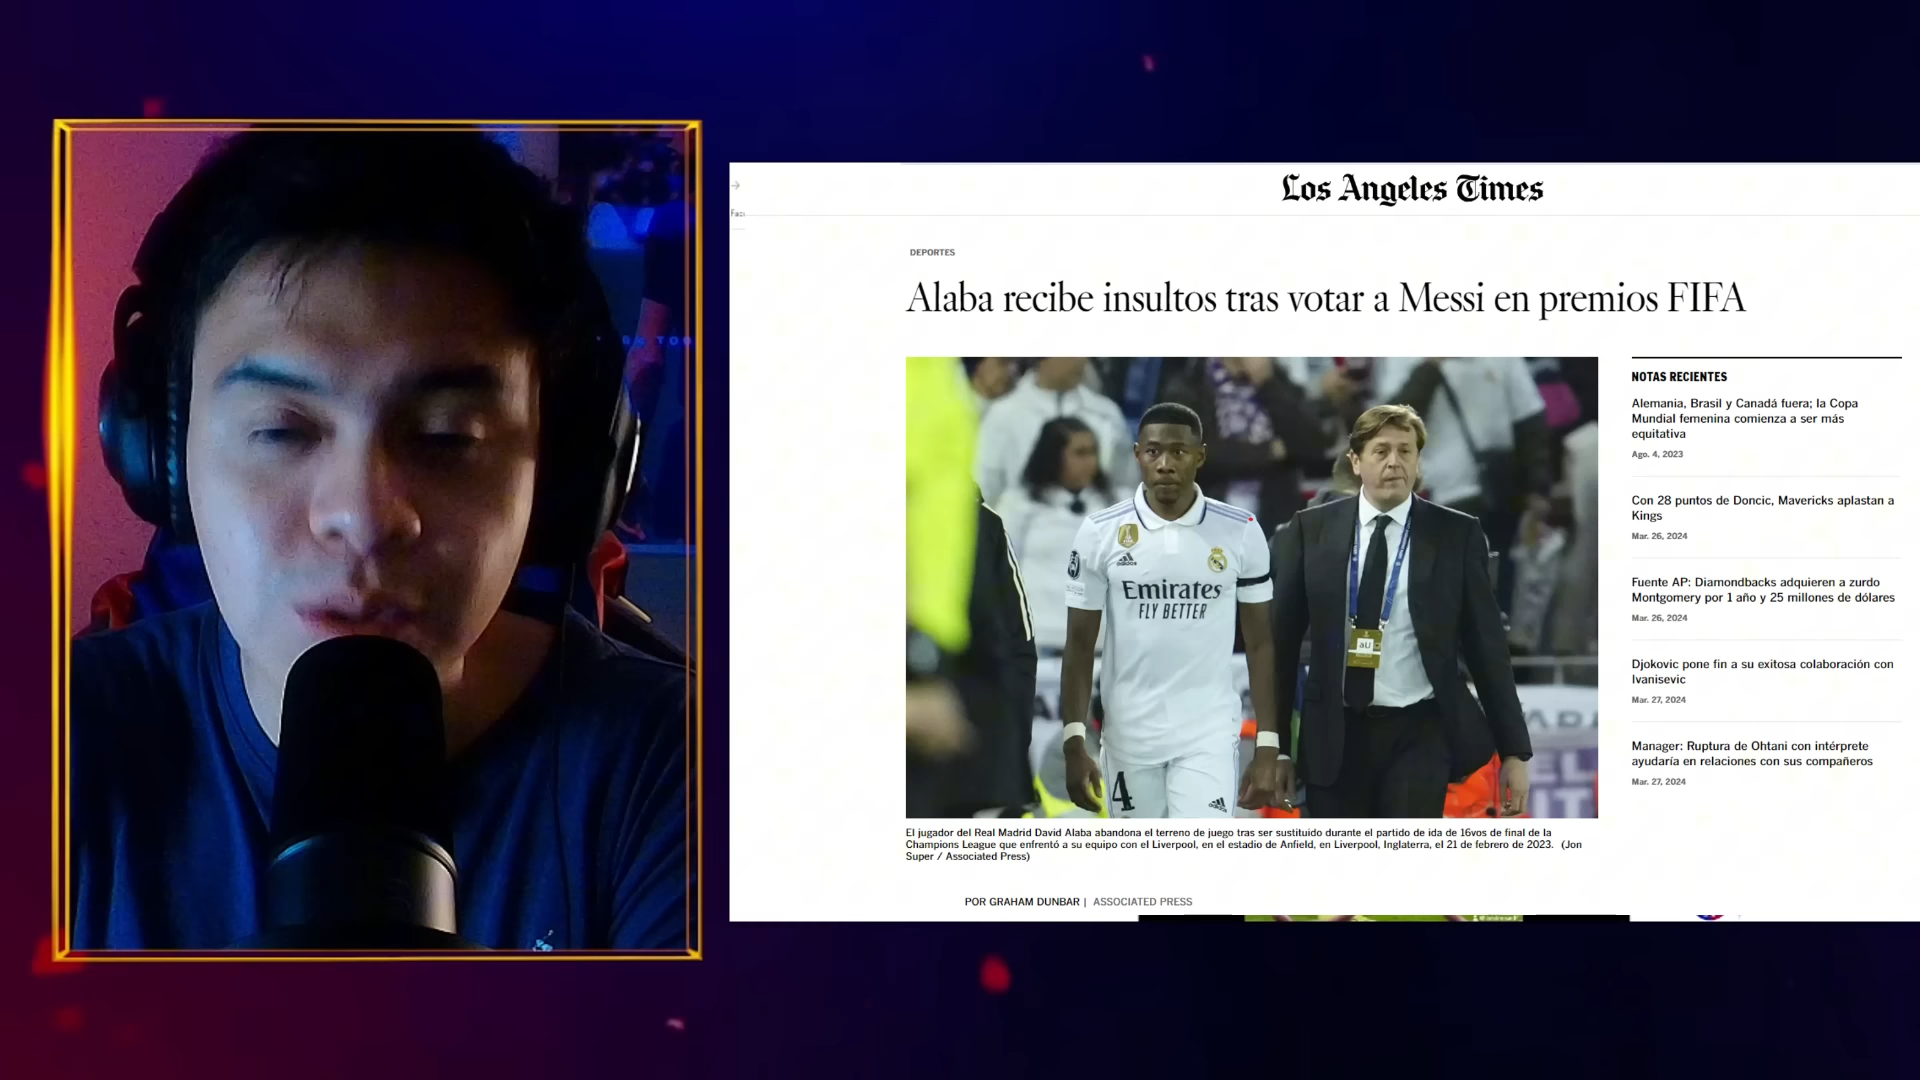 Los Angeles Times
DEPORTES
Alaba recibe insultos tras votar a Messi en premios FIFA
Emirates
FLY BETTER
adidas
4
NOTAS RECIENTES
Alemania, Brasil y Canadá fuera; la Copa
Mundial femenina comienza a ser más
equitativa
Ago. 4, 2023
Con 28 puntos de Doncic, Mavericks aplastan a
Kings
Mar. 26, 2024
Fuente AP: Diamondbacks adquieren a zurdo
Montgomery por 1 año y 25 millones de dólares
Mar. 26, 2024
Djokovic pone fin a su exitosa colaboración con
Ivanisevic
Mar. 27, 2024
Manager: Ruptura de Ohtani con intérprete
ayudaría en relaciones con sus compañeros
Mar. 27, 2024
El jugador del Real Madrid David Alaba abandona el terreno de juego tras ser sustituido durante el partido de ida de 16vos de final de la
Champions League que enfrentó a su equipo con el Liverpool, en el estadio de Anfield, en Liverpool, Inglaterra, el 21 de febrero de 2023. (Jon
Super / Associated Press)
POR GRAHAM DUNBAR | ASSOCIATED PRESS